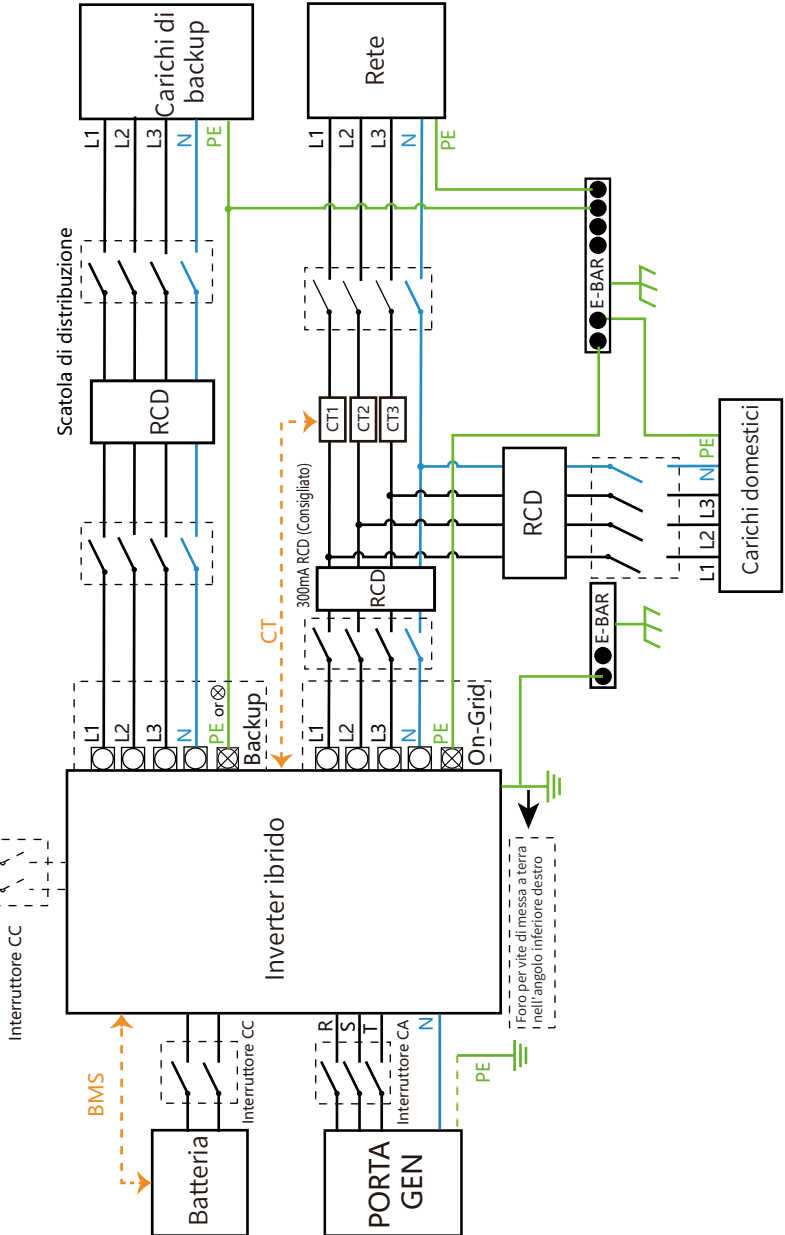 Carichi di
backup
Rete
L1
L2
L3
N
PE
L1
L2
L3
N
PE
Scatola di distribuzione
RCD
CT1
CT2
CT3
E-BAR
300mA RCD (Consigliato)
RCD
RCD
CT
L1
L2
L3
N
PE
Carichi domestici
E-BAR
L1
L2
L3
N
PE
or
Backup
L1
L2
L3
N
PE
On-Grid
Inverter ibrido
Interruttore CC
Foro per vite di messa a terra
nell'angolo inferiore destro
BMS
Interruttore CC
R
S
T
N
Interruttore CA
PE
Batteria
PORTA
GEN